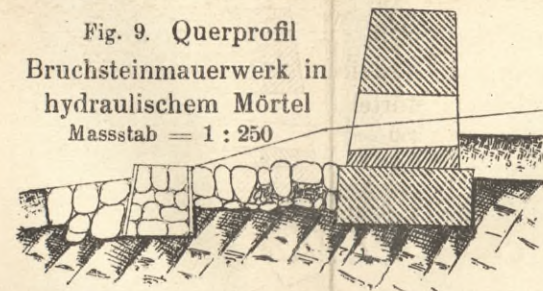 Fig. 9. Querprofil
Bruchsteinmauerwerk in
hydraulischem Mörtel
Massstab = 1 : 250